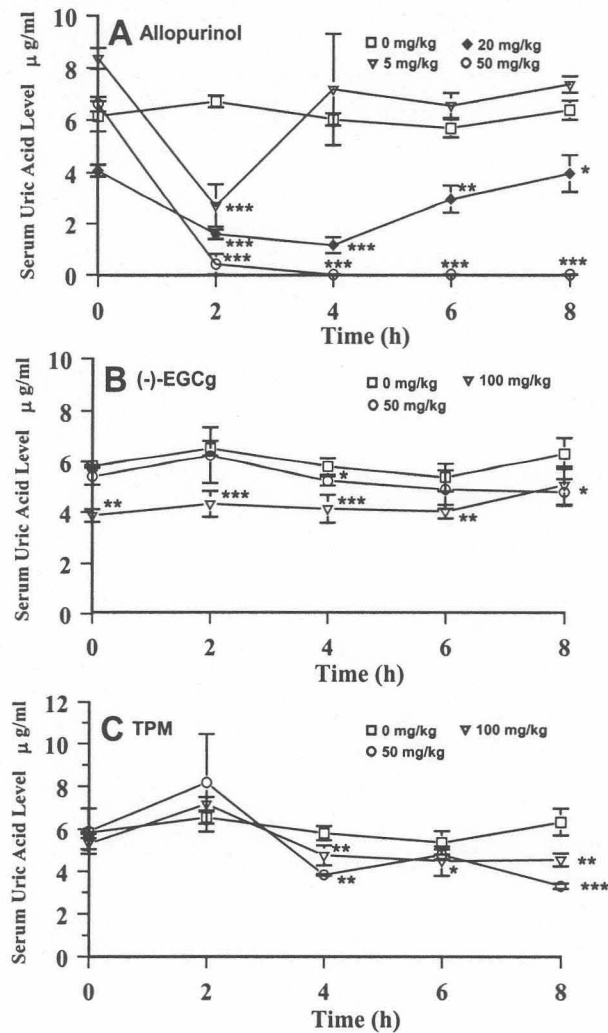 A Allopurinol
0 mg/kg
20 mg/kg
5 mg/kg
50 mg/kg
Serum Uric Acid Level μ g/ml
10
8
6
4
2
0
***
***
***
***
***
**
***
*
***
0
2
4
6
8
Time (h)
B (-)-EGCg
0 mg/kg
100 mg/kg
50 mg/kg
Serum Uric Acid Level μ g/ml
10
8
6
4
2
0
**
***
*
***
**
*
0
2
4
6
8
Time (h)
C TPM
0 mg/kg
100 mg/kg
50 mg/kg
Serum Uric Acid Level μ g/ml
12
10
8
6
4
2
0
**
**
*
**
***
0
2
4
6
8
Time (h)